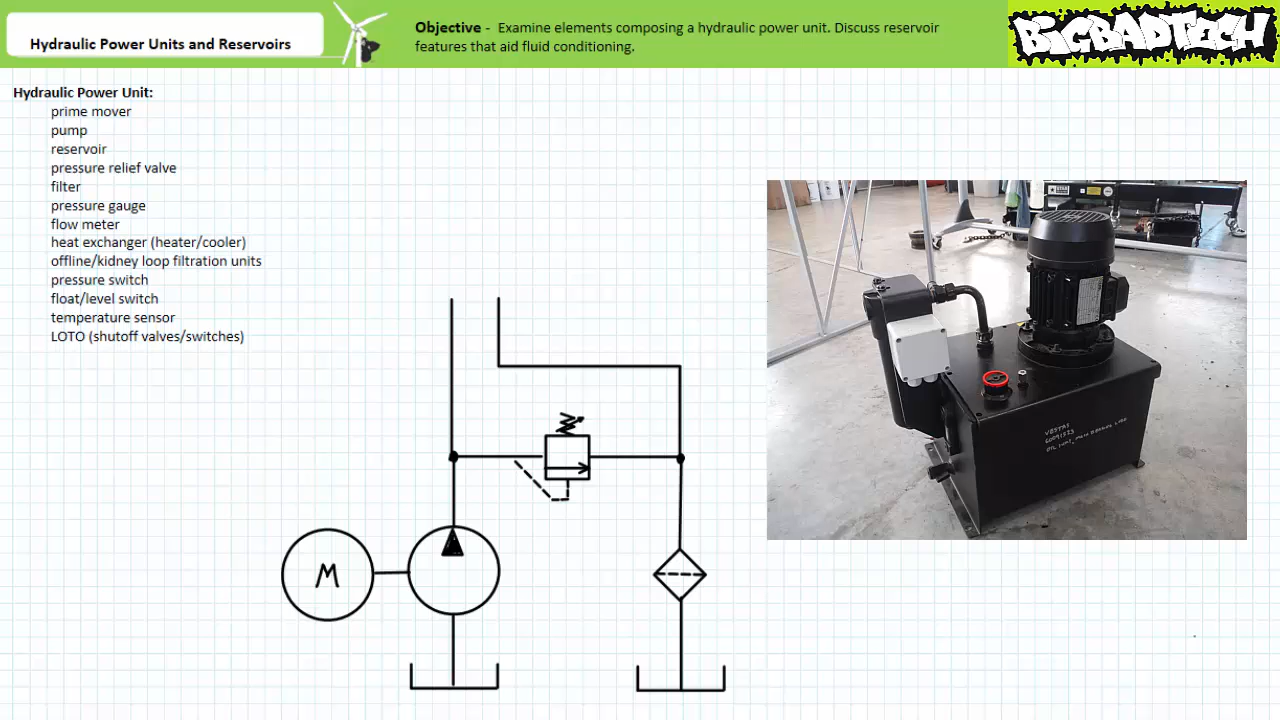 Hydraulic Power Units and Reservoirs
Objective - Examine elements composing a hydraulic power unit. Discuss reservoir
features that aid fluid conditioning.
BIGBADTECH
Hydraulic Power Unit:
prime mover
pump
reservoir
pressure relief valve
filter
pressure gauge
flow meter
heat exchanger (heater/cooler)
offline/kidney loop filtration units
pressure switch
float/level switch
temperature sensor
LOTO (shutoff valves/switches)
M
VESTAS